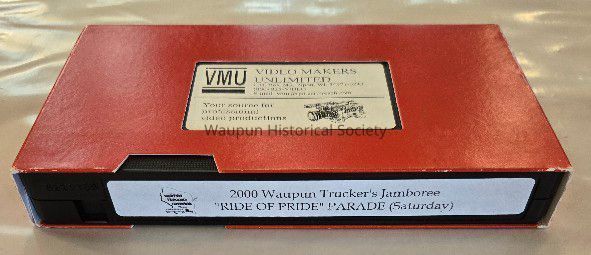 VMU
VIDEO MAKERS
UNLIMITED
Your source for
professional
video productions
Waupun Historical Society
2000 Waupun Trucker's Jamboree
"RIDE OF PRIDE" PARADE (Saturday)